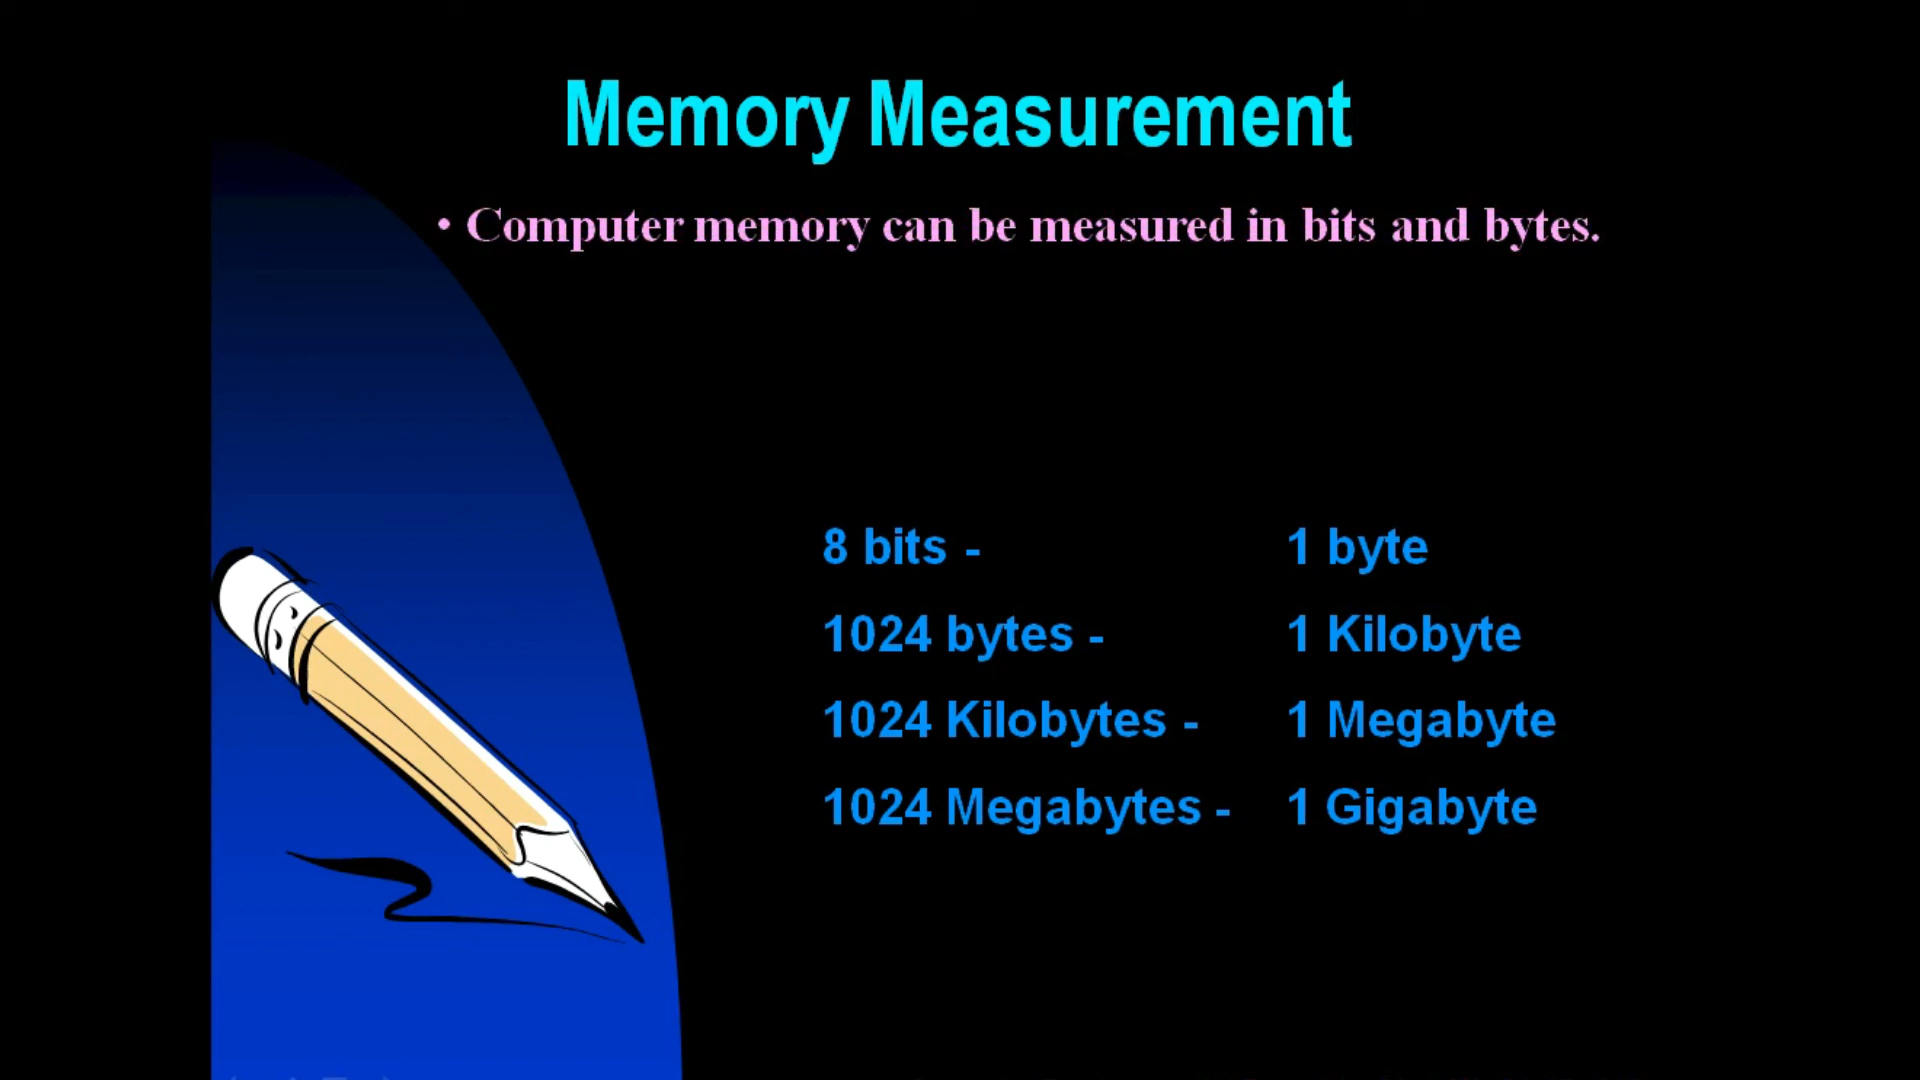 Memory Measurement
• Computer memory can be measured in bits and bytes.
8 bits - 1 byte
1024 bytes - 1 Kilobyte
1024 Kilobytes - 1 Megabyte
1024 Megabytes - 1 Gigabyte